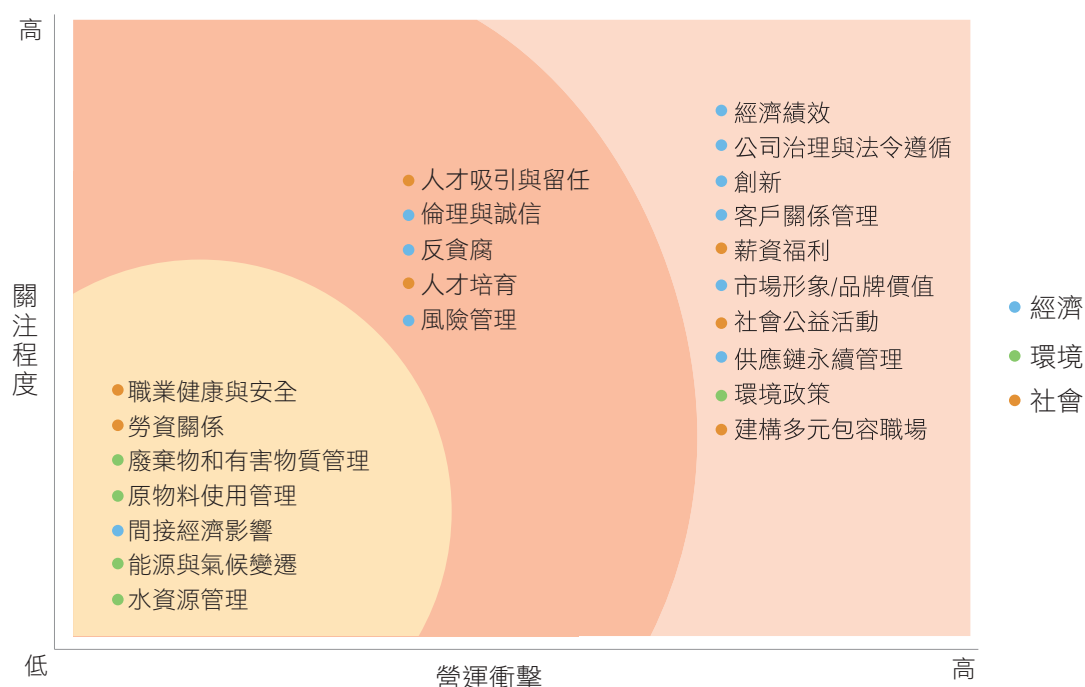 高
關注程度
低
人才吸引與留任
倫理與誠信
反貪腐
人才培育
風險管理
職業健康與安全
勞資關係
廢棄物和有害物質管理
原物料使用管理
間接經濟影響
能源與氣候變遷
水資源管理
經濟績效
公司治理與法令遵循
創新
客戶關係管理
薪資福利
市場形象/品牌價值
社會公益活動
供應鏈永續管理
環境政策
建構多元包容職場
經濟
環境
社會
營運衝擊
高